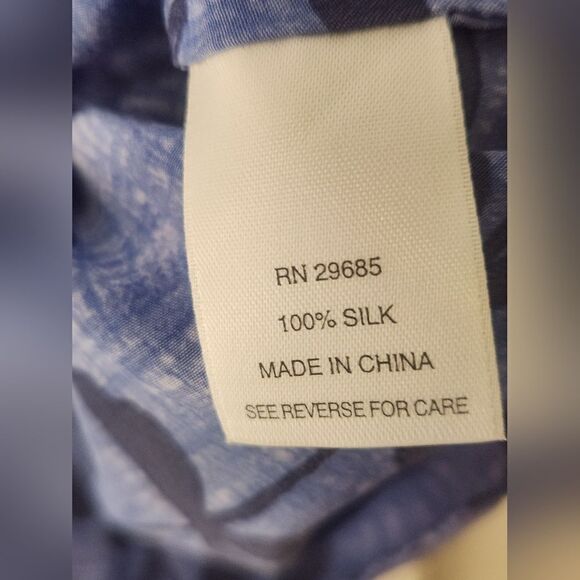 RN 29685
100% SILK
MADE IN CHINA
SEE REVERSE FOR CARE